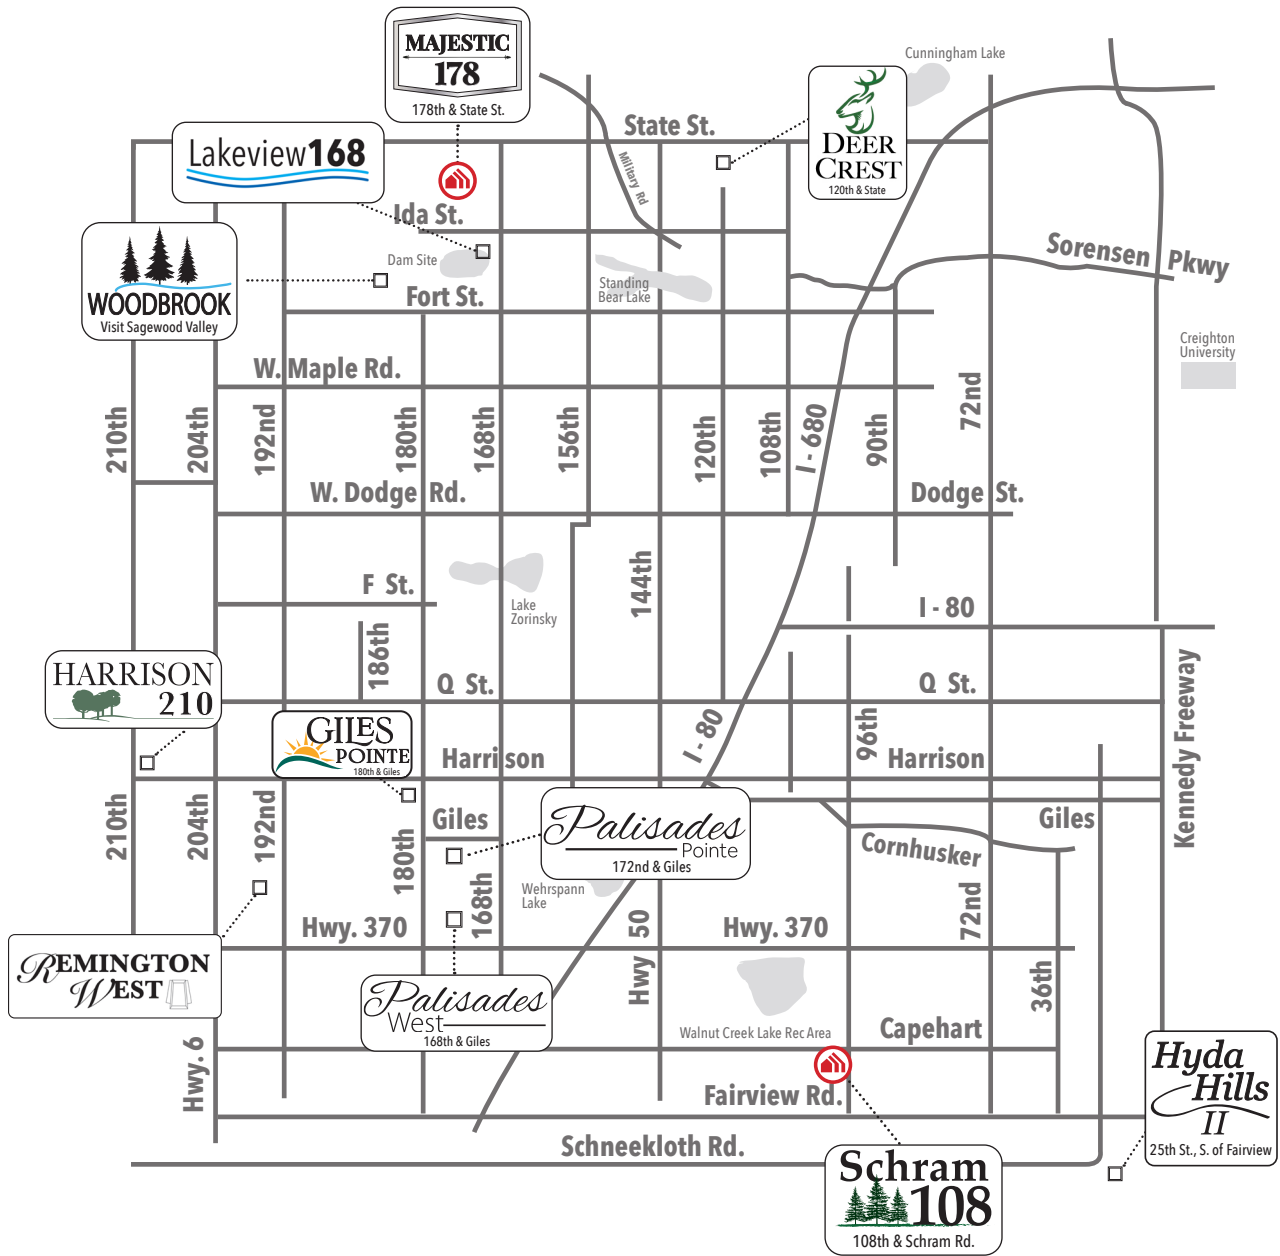 MAJESTIC
178
178th & State St.
Cunningham Lake
DEER
CREST
120th & State
State St.
Military Rd
Lakeview168
Ida St.
WOODBROOK
Visit Sagewood Valley
Dam Site
Standing
Bear Lake
Fort St.
Sorensen Pkwy
Creighton
University
W. Maple Rd.
210th
204th
192nd
180th
168th
156th
120th
108th
I - 680
90th
72nd
W. Dodge Rd.
Dodge St.
F St.
Lake
Zorinsky
144th
I - 80
186th
Q St.
Q St.
HARRISON
210
GILES
POINTE
180th & Giles
Harrison
I - 80
96th
Harrison
Kennedy Freeway
210th
204th
192nd
180th
Giles
168th
Palisades
Pointe
172nd & Giles
Giles
Cornhusker
Wehrspann
Lake
Hwy. 370
Hwy 50
Hwy. 370
72nd
36th
REMINGTON
WEST
Palisades
West
168th & Giles
Walnut Creek Lake Rec Area
Capehart
Hwy. 6
Fairview Rd.
Hyda
Hills
II
25th St., S. of Fairview
Schneekloth Rd.
Schram
108
108th & Schram Rd.